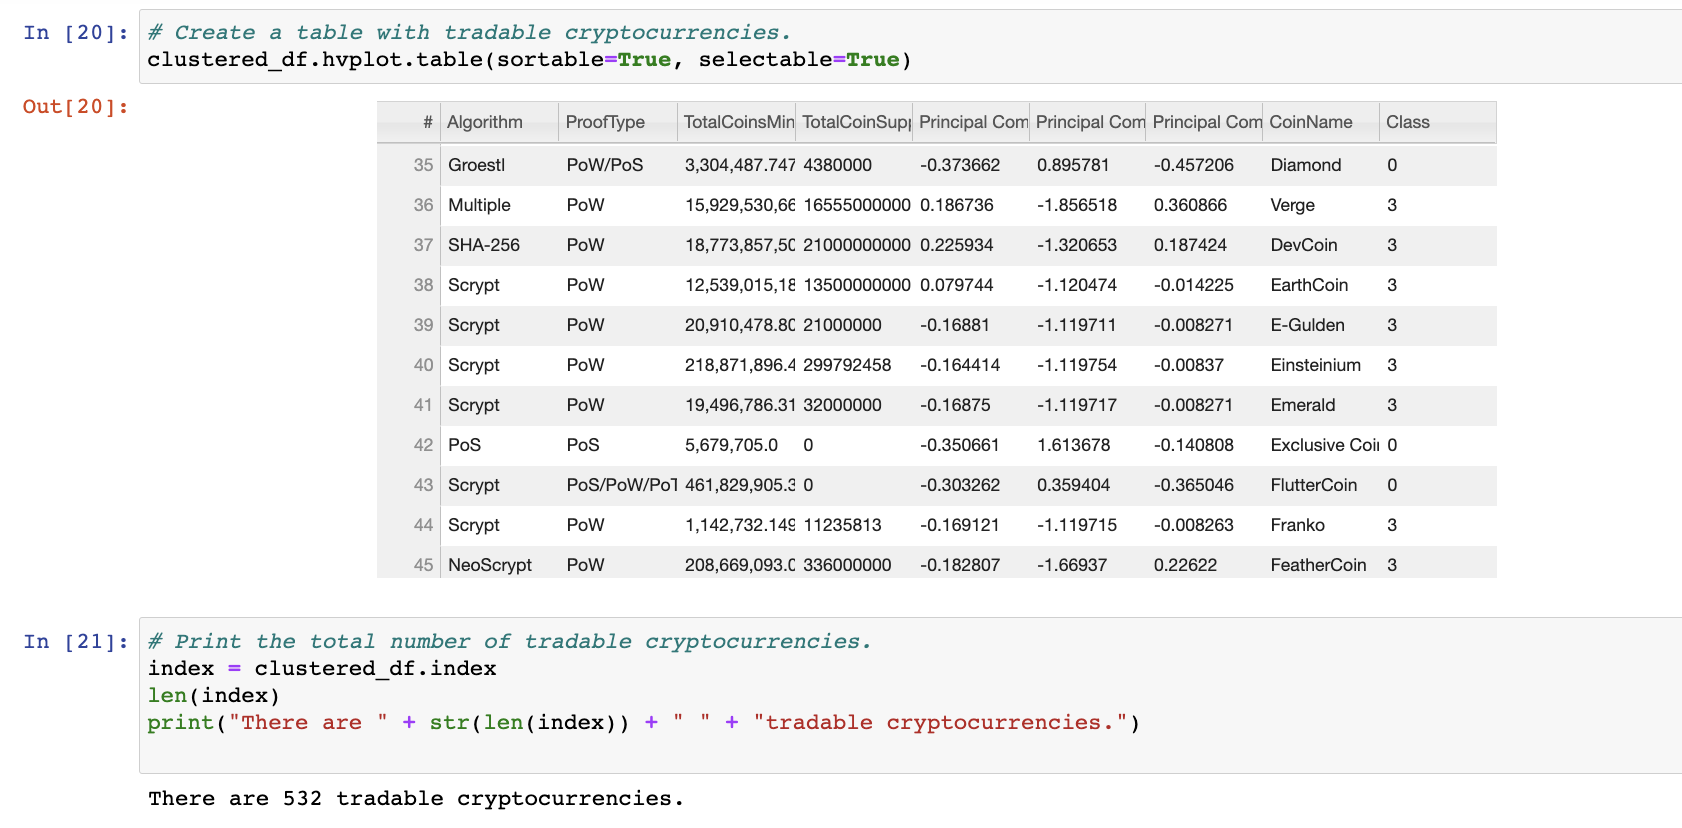 In [20]: # Create a table with tradable cryptocurrencies.
clustered_df.hvplot.table(sortable=True, selectable=True)
Out[20]:
# Algorithm ProofType TotalCoinsMin TotalCoinSupp Principal Com Principal Com Principal Com CoinName Class
35 Groestl PoW/PoS 3,304,487.747 4380000 -0.373662 0.895781 -0.457206 Diamond 0
36 Multiple PoW 15,929,530,66 16555000000 0.186736 -1.856518 0.360866 Verge 3
37 SHA-256 PoW 18,773,857,50 21000000000 0.225934 -1.320653 0.187424 DevCoin 3
38 Scrypt PoW 12,539,015,18 13500000000 0.079744 -1.120474 -0.014225 EarthCoin 3
39 Scrypt PoW 20,910,478.80 21000000 -0.16881 -1.119711 -0.008271 E-Gulden 3
40 Scrypt PoW 218,871,896.4 299792458 -0.164414 -1.119754 -0.00837 Einsteinium 3
41 Scrypt PoW 19,496,786.31 32000000 -0.16875 -1.119717 -0.008271 Emerald 3
42 PoS PoS 5,679,705.0 0 -0.350661 1.613678 -0.140808 Exclusive Coin 0
43 Scrypt PoS/PoW/PoT 461,829,905.3 0 -0.303262 0.359404 -0.365046 FlutterCoin 0
44 Scrypt PoW 1,142,732.149 11235813 -0.169121 -1.119715 -0.008263 Franko 3
45 NeoScrypt PoW 208,669,093.0 336000000 -0.182807 -1.66937 0.22622 FeatherCoin 3
In [21]: # Print the total number of tradable cryptocurrencies.
index = clustered_df.index
len(index)
print("There are " + str(len(index)) + " " + "tradable cryptocurrencies.")
There are 532 tradable cryptocurrencies.